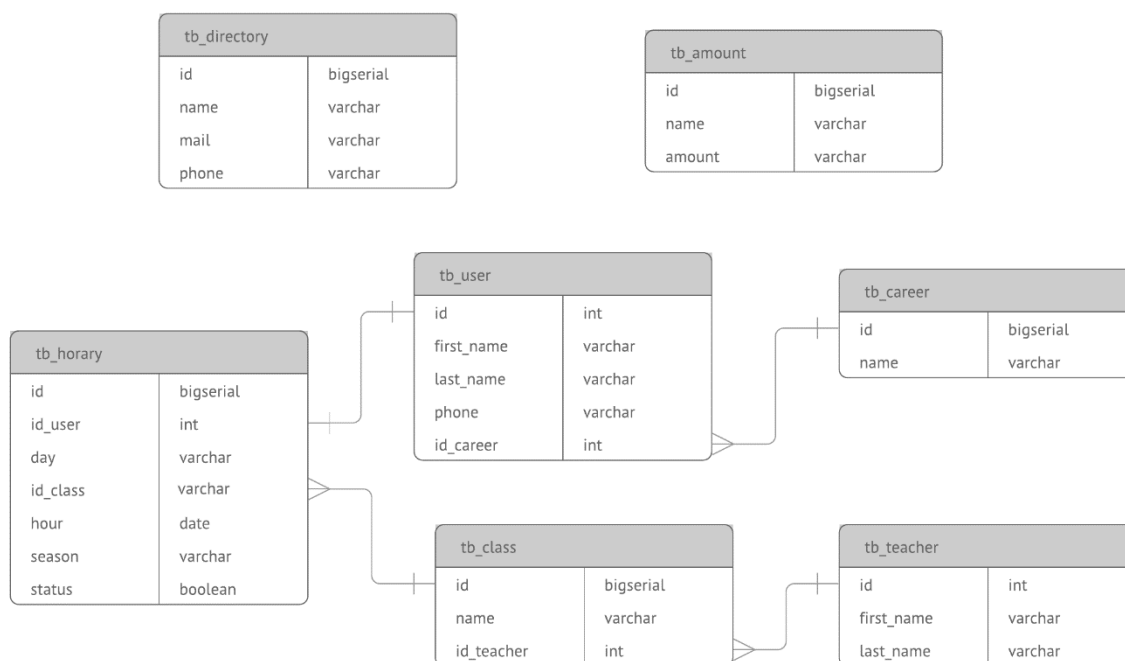 tb_directory
id bigserial
name varchar
mail varchar
phone varchar
tb_amount
id bigserial
name varchar
amount varchar
tb_user
id int
first_name varchar
last_name varchar
phone varchar
id_career int
tb_career
id bigserial
name varchar
tb_horary
id bigserial
id_user int
day varchar
id_class varchar
hour date
season varchar
status boolean
tb_class
id bigserial
name varchar
id_teacher int
tb_teacher
id int
first_name varchar
last_name varchar